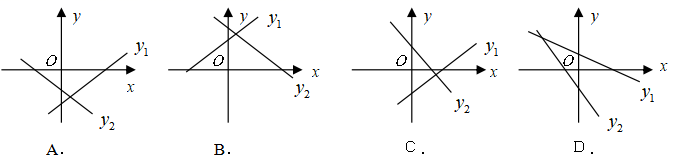 y y₁ O x y₂ A.
y y₁ O x y₂ B.
y y₁ O x y₂ C.
y O x y₁ y₂ D.